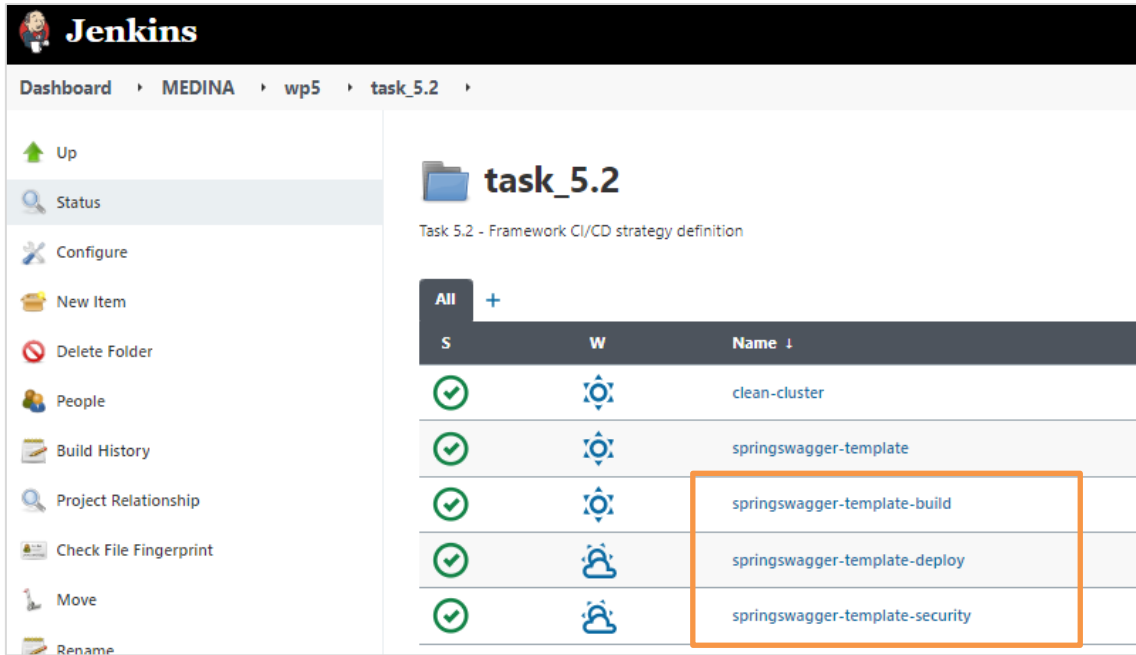 Jenkins
Dashboard MEDINA wp5 task_5.2
Up
Status
Configure
New Item
Delete Folder
People
Build History
Project Relationship
Check File Fingerprint
Move
Rename
task_5.2
Task 5.2 - Framework CI/CD strategy definition
All +
S W Name ↓
clean-cluster
springswagger-template
springswagger-template-build
springswagger-template-deploy
springswagger-template-security